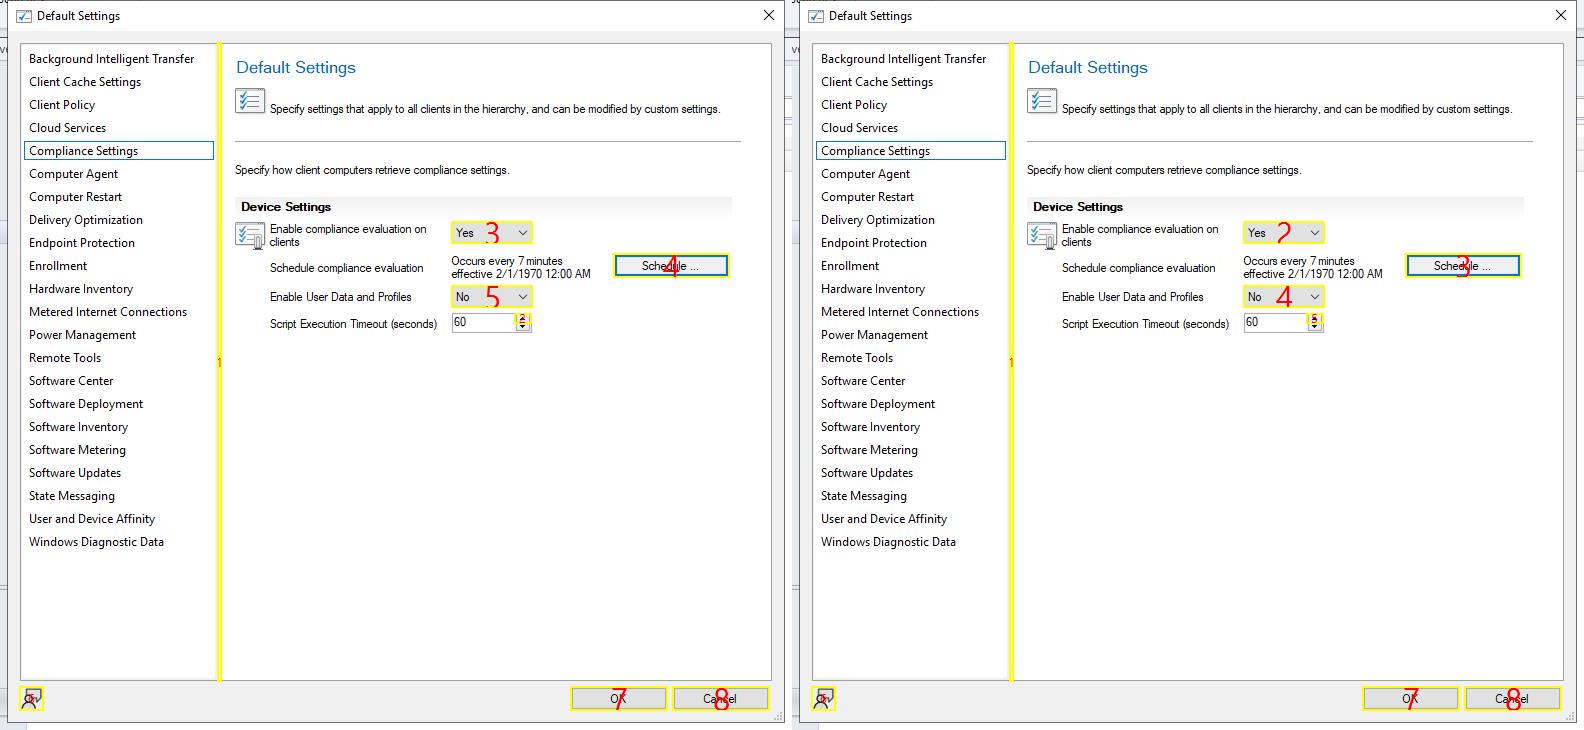 Default Settings
Background Intelligent Transfer
Client Cache Settings
Client Policy
Cloud Services
Compliance Settings
Computer Agent
Computer Restart
Delivery Optimization
Endpoint Protection
Enrollment
Hardware Inventory
Metered Internet Connections
Power Management
Remote Tools
Software Center
Software Deployment
Software Inventory
Software Metering
Software Updates
State Messaging
User and Device Affinity
Windows Diagnostic Data
1
Default Settings
Specify settings that apply to all clients in the hierarchy, and can be modified by custom settings.
Specify how client computers retrieve compliance settings.
Device Settings
Enable compliance evaluation on
clients
Yes 3
Schedule compliance evaluation
Occurs every 7 minutes
effective 2/1/1970 12:00 AM
Schedule ... 4
Enable User Data and Profiles
No 5
Script Execution Timeout (seconds)
60
OK 7
Cancel 8
Default Settings
Background Intelligent Transfer
Client Cache Settings
Client Policy
Cloud Services
Compliance Settings
Computer Agent
Computer Restart
Delivery Optimization
Endpoint Protection
Enrollment
Hardware Inventory
Metered Internet Connections
Power Management
Remote Tools
Software Center
Software Deployment
Software Inventory
Software Metering
Software Updates
State Messaging
User and Device Affinity
Windows Diagnostic Data
1
Default Settings
Specify settings that apply to all clients in the hierarchy, and can be modified by custom settings.
Specify how client computers retrieve compliance settings.
Device Settings
Enable compliance evaluation on
clients
Yes 2
Schedule compliance evaluation
Occurs every 7 minutes
effective 2/1/1970 12:00 AM
Schedule ... 3
Enable User Data and Profiles
No 4
Script Execution Timeout (seconds)
60
OK 7
Cancel 8